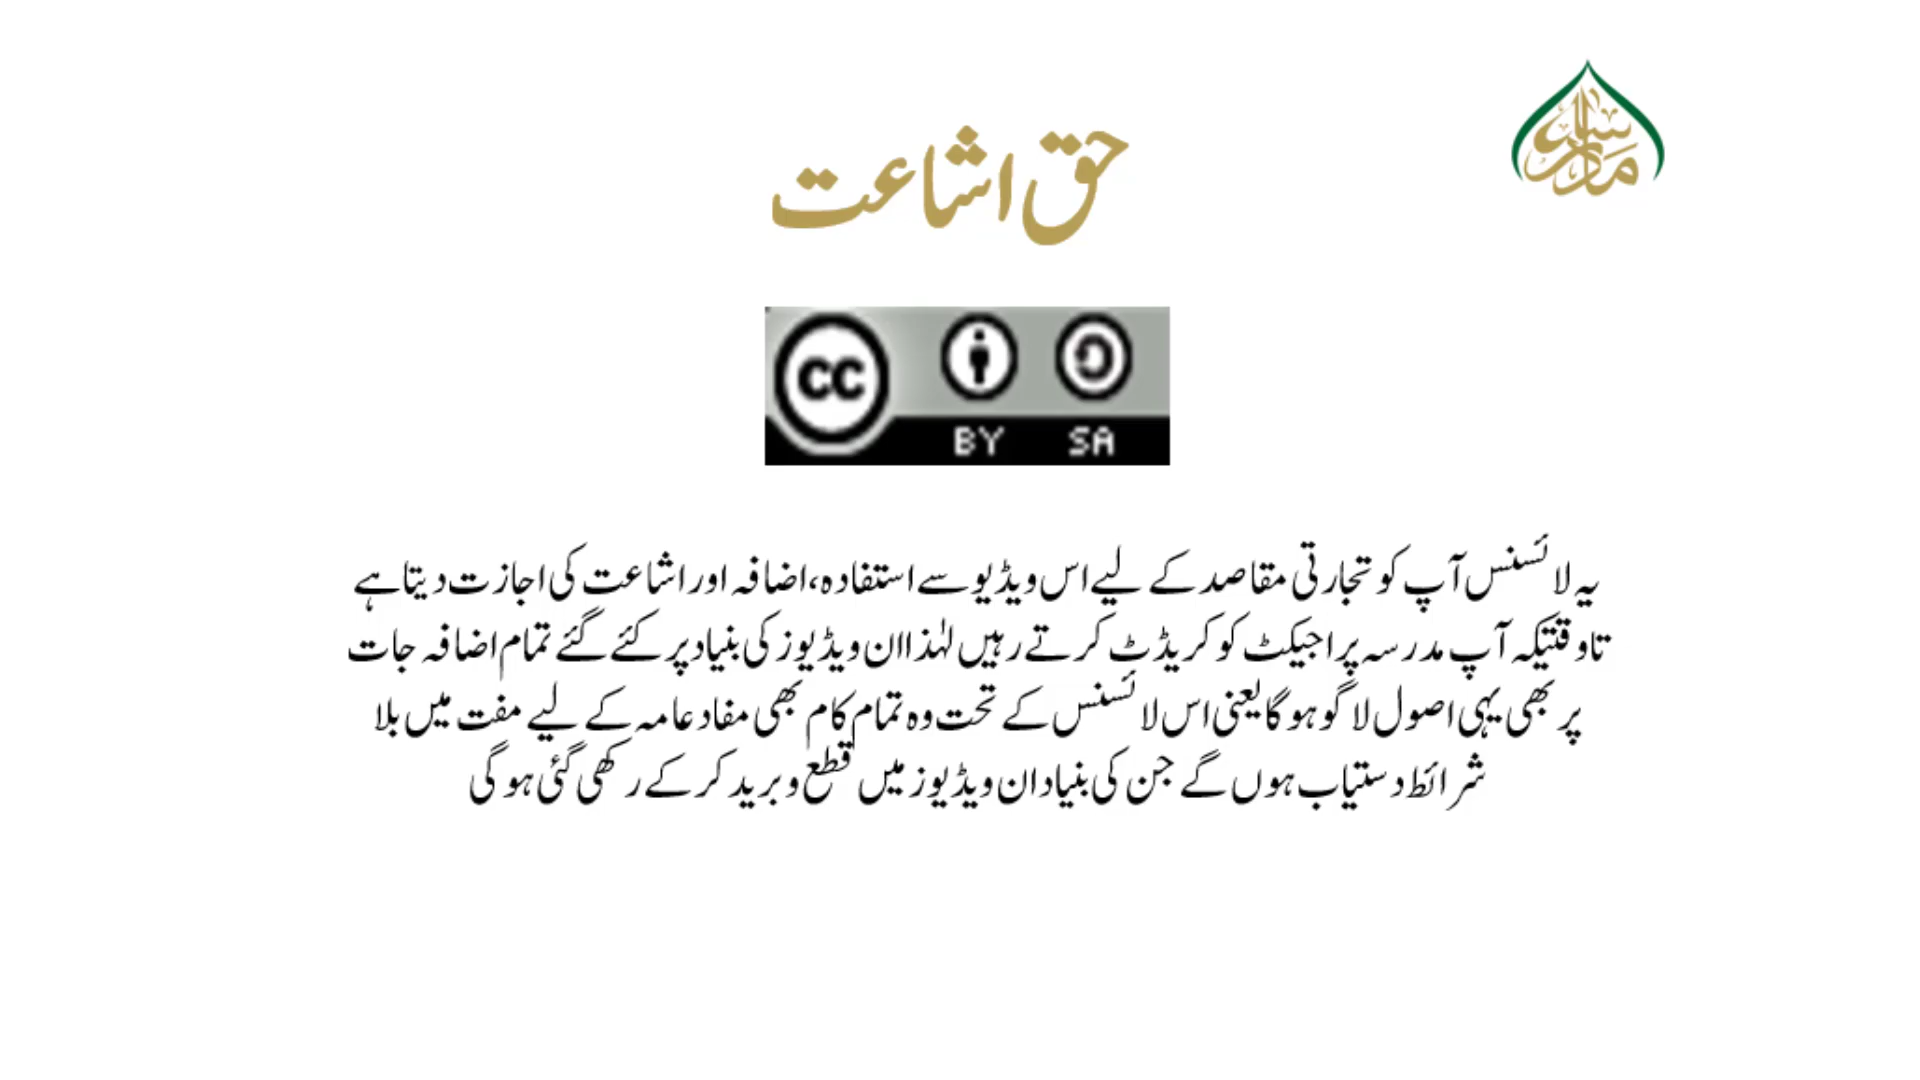 مدرسہ
حق اشاعت
cc
BY SA
یہ لائسنس آپ کو تجارتی مقاصد کے لیے اس ویڈیو سے استفادہ، اضافہ اور اشاعت کی اجازت دیتا ہے
تاوقتیکہ آپ مدرسہ پراجیکٹ کو کریڈٹ کرتے رہیں لہٰذا ان ویڈیوز کی بنیاد پر کئے گئے تمام اضافہ جات
پر بھی یہی اصول لاگو ہو گا یعنی اس لائسنس کے تحت وہ تمام کام بھی مفاد عامہ کے لیے مفت میں بلا
شرائط دستیاب ہوں گے جن کی بنیاد ان ویڈیوز میں قطع و برید کر کے رکھی گئی ہو گی